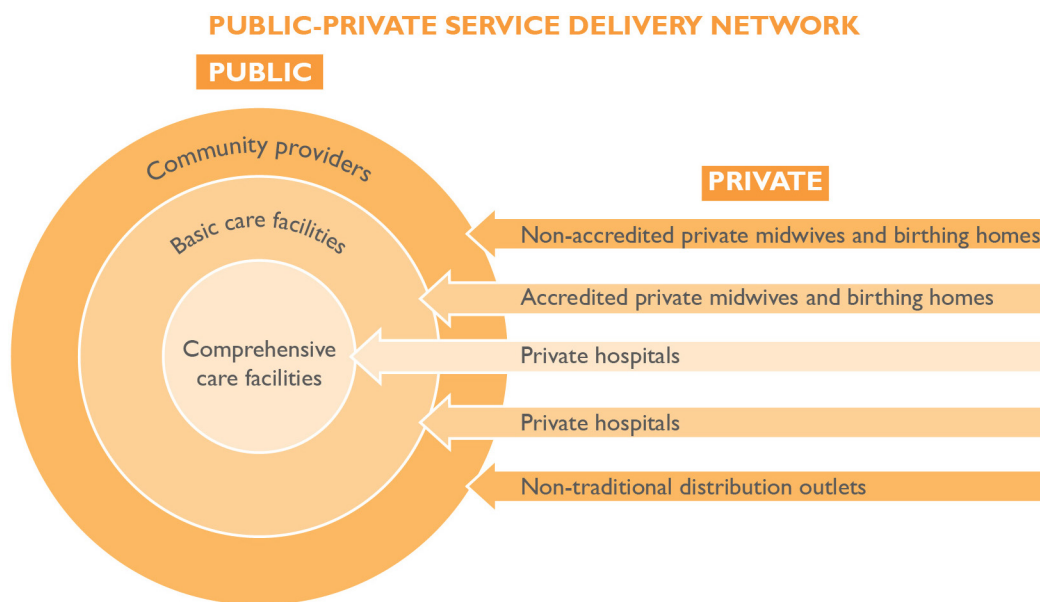 PUBLIC-PRIVATE SERVICE DELIVERY NETWORK
PUBLIC
Community providers
Basic care facilities
Comprehensive
care facilities
PRIVATE
Non-accredited private midwives and birthing homes
Accredited private midwives and birthing homes
Private hospitals
Private hospitals
Non-traditional distribution outlets